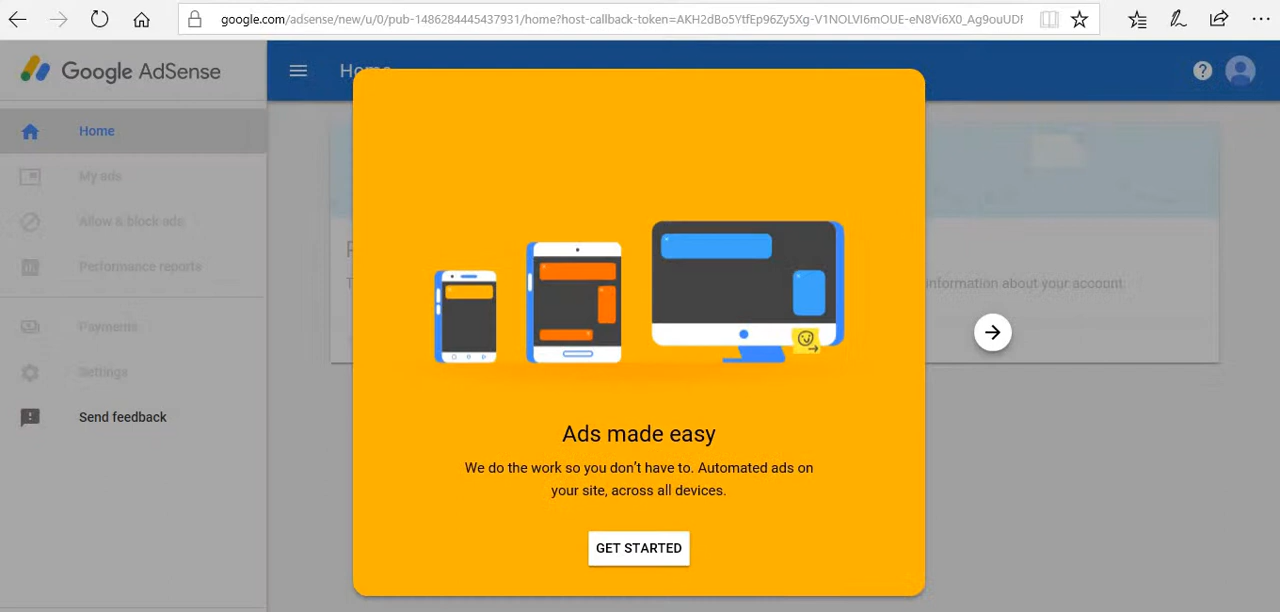 google.com/adsense/new/u/0/pub-1486284445437931/home?host-callback-token=AKH2dBo5YtfEp96Zy5Xg-V1NOLVI6mOUE-eN8Vi6X0_Ag9ouUDF
Google AdSense
Home
Home
My ads
Allow & block ads
Performance reports
Payments
Settings
Send feedback
information about your account:
Ads made easy
We do the work so you don’t have to. Automated ads on
your site, across all devices.
GET STARTED